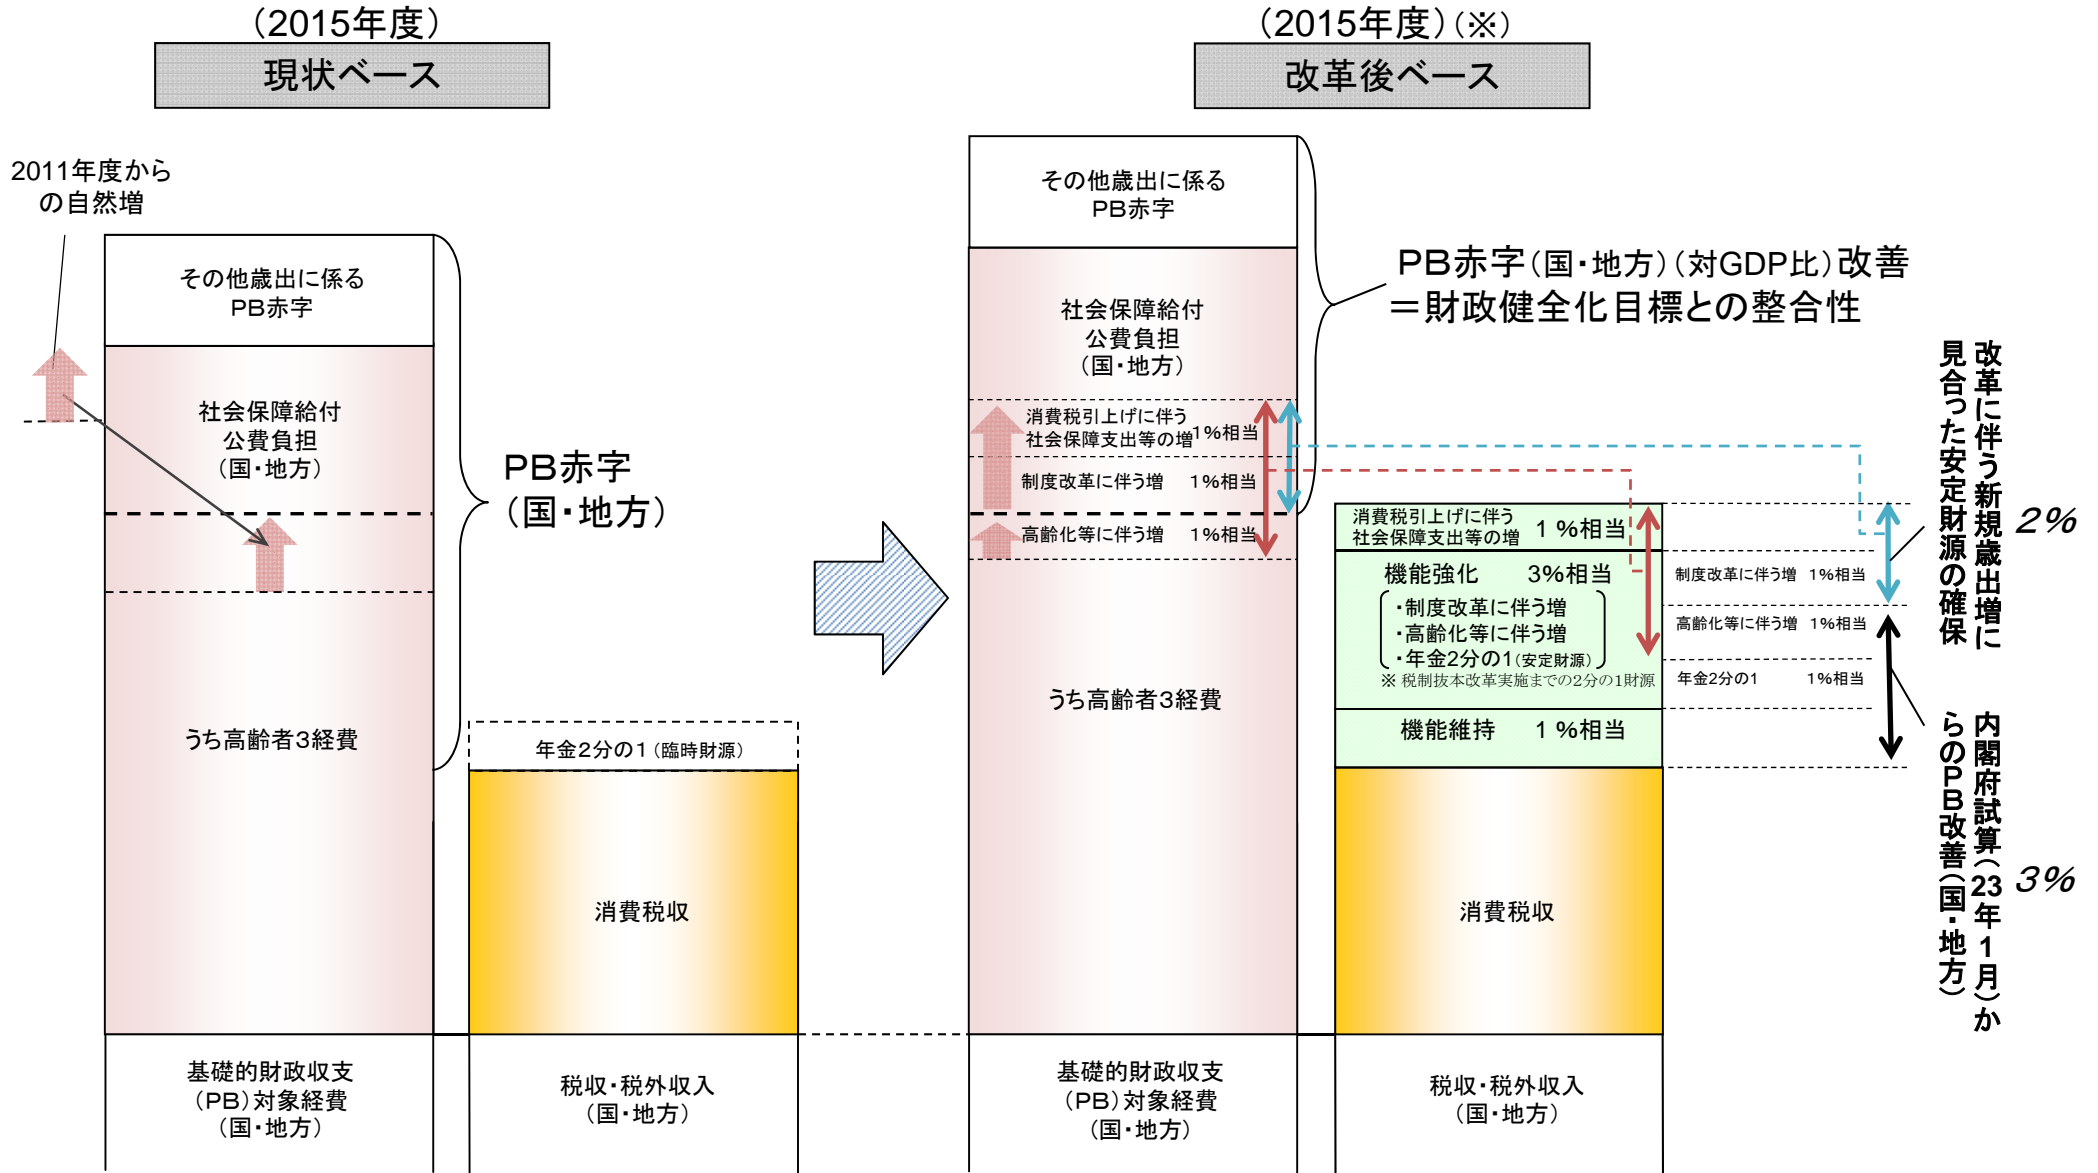 （2015年度）
現状ベース
2011年度から
の自然増
その他歳出に係る
ＰＢ赤字
社会保障給付
公費負担
（国・地方）
うち高齢者３経費
ＰＢ赤字
（国・地方）
年金２分の１（臨時財源）
消費税収
基礎的財政収支
（ＰＢ）対象経費
（国・地方）
税収・税外収入
（国・地方）
（2015年度）（※）
改革後ベース
その他歳出に係る
ＰＢ赤字
社会保障給付
公費負担
（国・地方）
消費税引上げに伴う
社会保障支出等の増 1％相当
制度改革に伴う増 1％相当
高齢化等に伴う増 1％相当
うち高齢者３経費
ＰＢ赤字（国・地方）（対GDP比）改善
＝財政健全化目標との整合性
消費税引上げに伴う
社会保障支出等の増 1％相当
機能強化 3％相当
・制度改革に伴う増
・高齢化等に伴う増
・年金2分の1（安定財源）
※ 税制抜本改革実施までの2分の1財源
機能維持 1％相当
消費税収
制度改革に伴う増 1％相当
高齢化等に伴う増 1％相当
年金2分の1 1％相当
改革に伴う新規歳出増に
見合った安定財源の確保
2％
内閣府試算（23年1月）か
らのＰＢ改善（国・地方）
3％
基礎的財政収支
（ＰＢ）対象経費
（国・地方）
税収・税外収入
（国・地方）